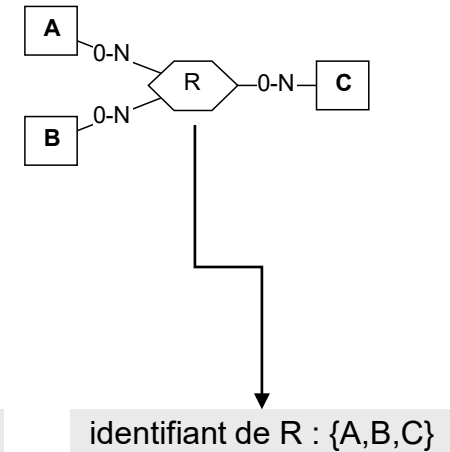 A
0-N
R
0-N
C
0-N
B
identifiant de R : {A,B,C}